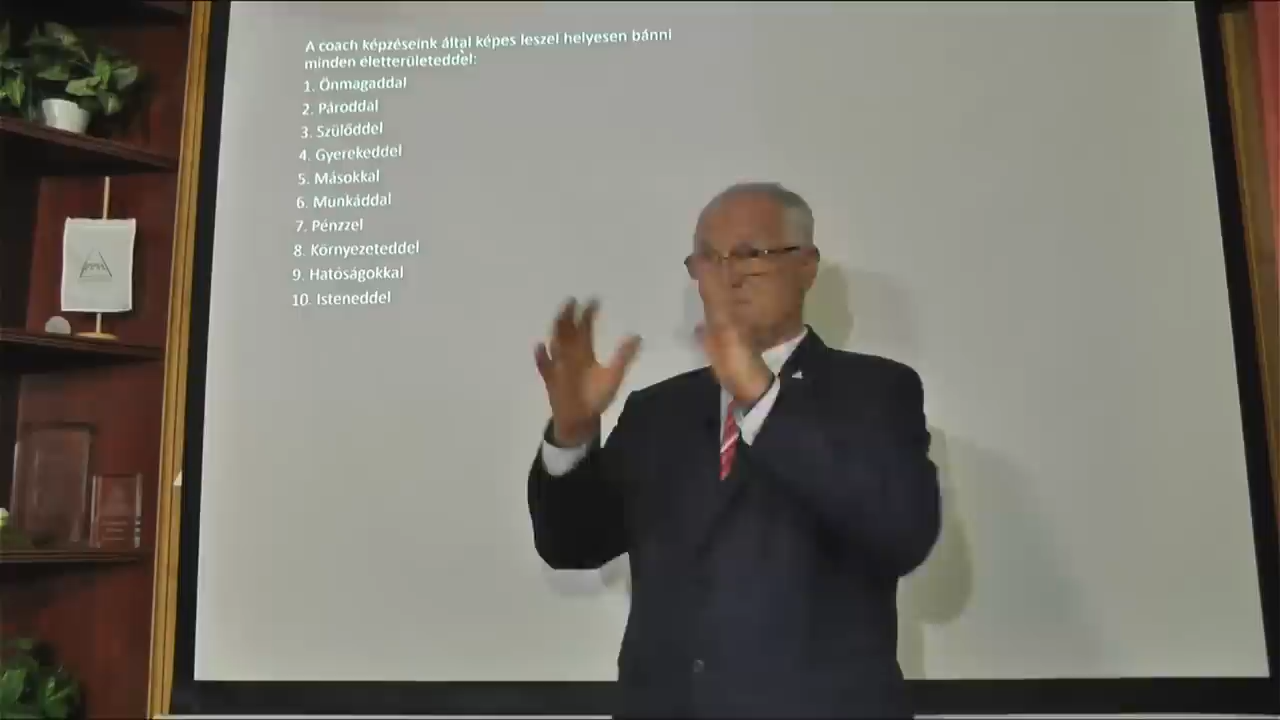 A coach képzéseink által képes leszel helyesen bánni
minden életterületeddel:
1. Önmagaddal
2. Pároddal
3. Szülőddel
4. Gyerekeddel
5. Másokkal
6. Munkáddal
7. Pénzzel
8. Környezeteddel
9. Hatóságokkal
10. Isteneddel